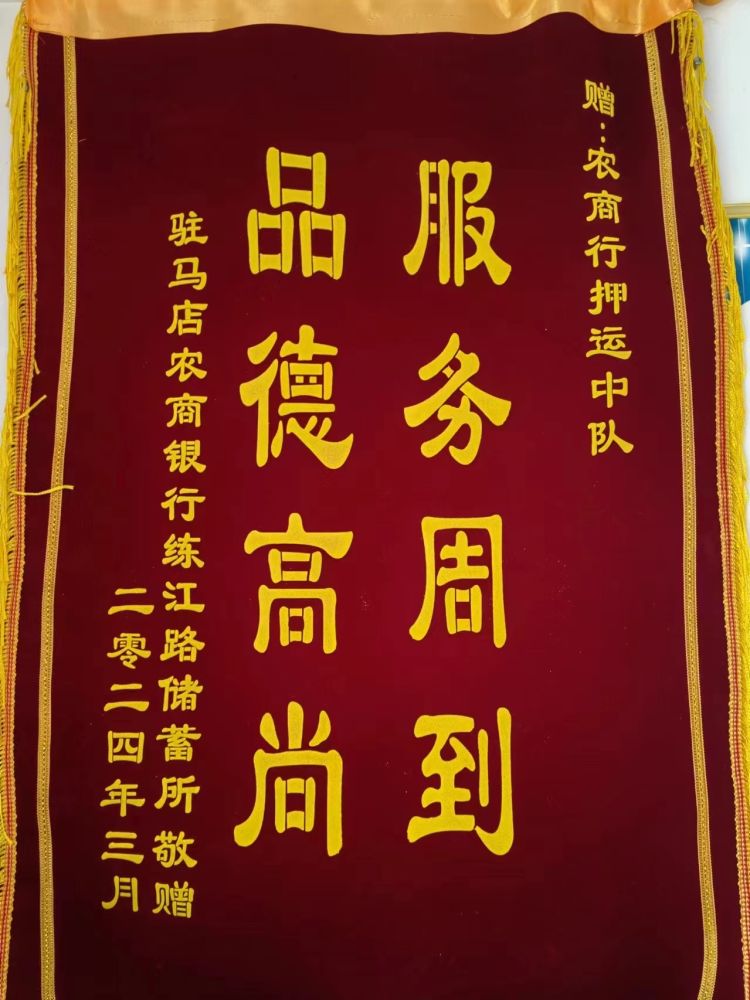 赠:农商行押运中队
服务周到
品德高尚
驻马店农商银行练江路储蓄所敬赠
二零二四年三月